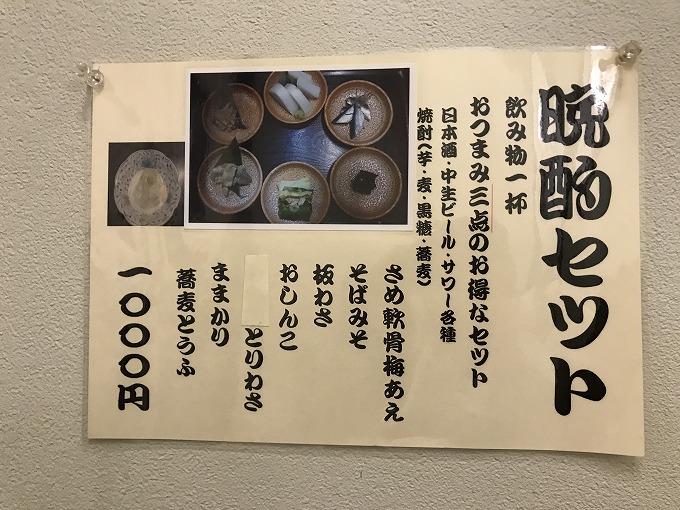 晩酌セット
飲み物一杯
おつまみ三点のお得なセット
日本酒・中生ビール・サワー各種
焼酎(芋・麦・黒糖・蕎麦)
さめ軟骨梅あえ
そばみそ
板わさ
おしんこ
とりわさ
ままかり
蕎麦とうふ
一〇〇〇円